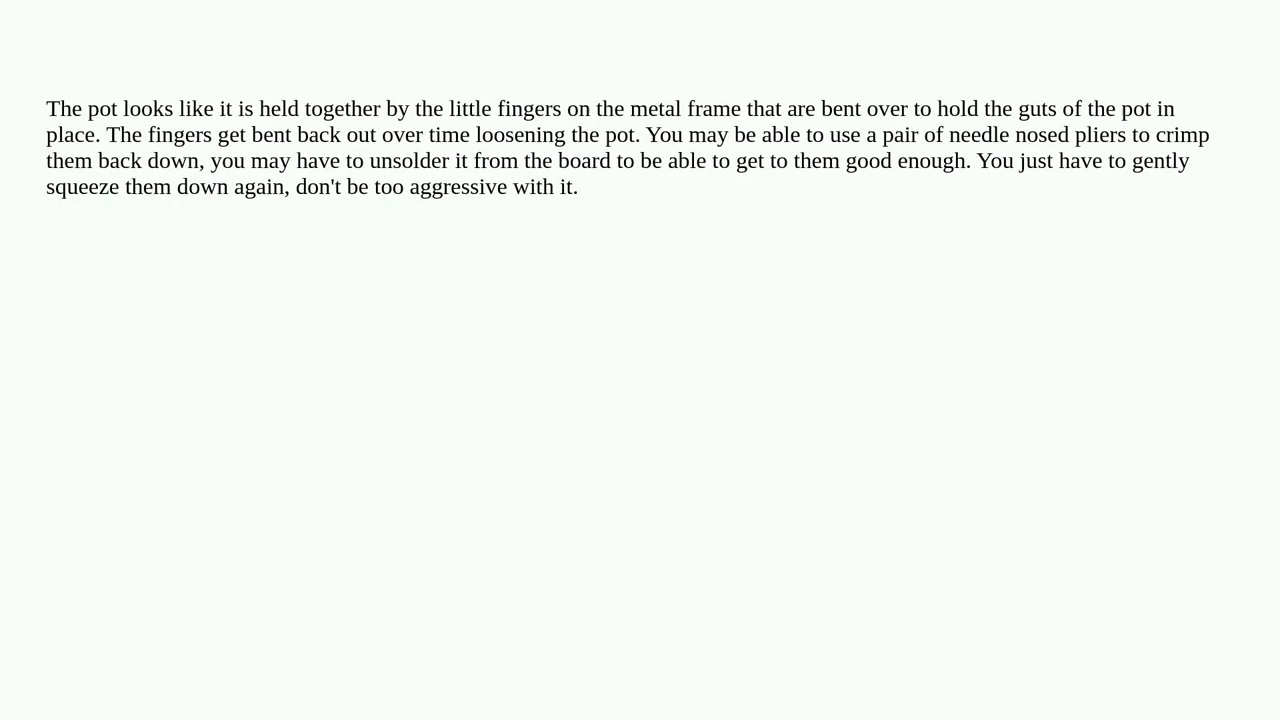 The pot looks like it is held together by the little fingers on the metal frame that are bent over to hold the guts of the pot in
place. The fingers get bent back out over time loosening the pot. You may be able to use a pair of needle nosed pliers to crimp
them back down, you may have to unsolder it from the board to be able to get to them good enough. You just have to gently
squeeze them down again, don't be too aggressive with it.